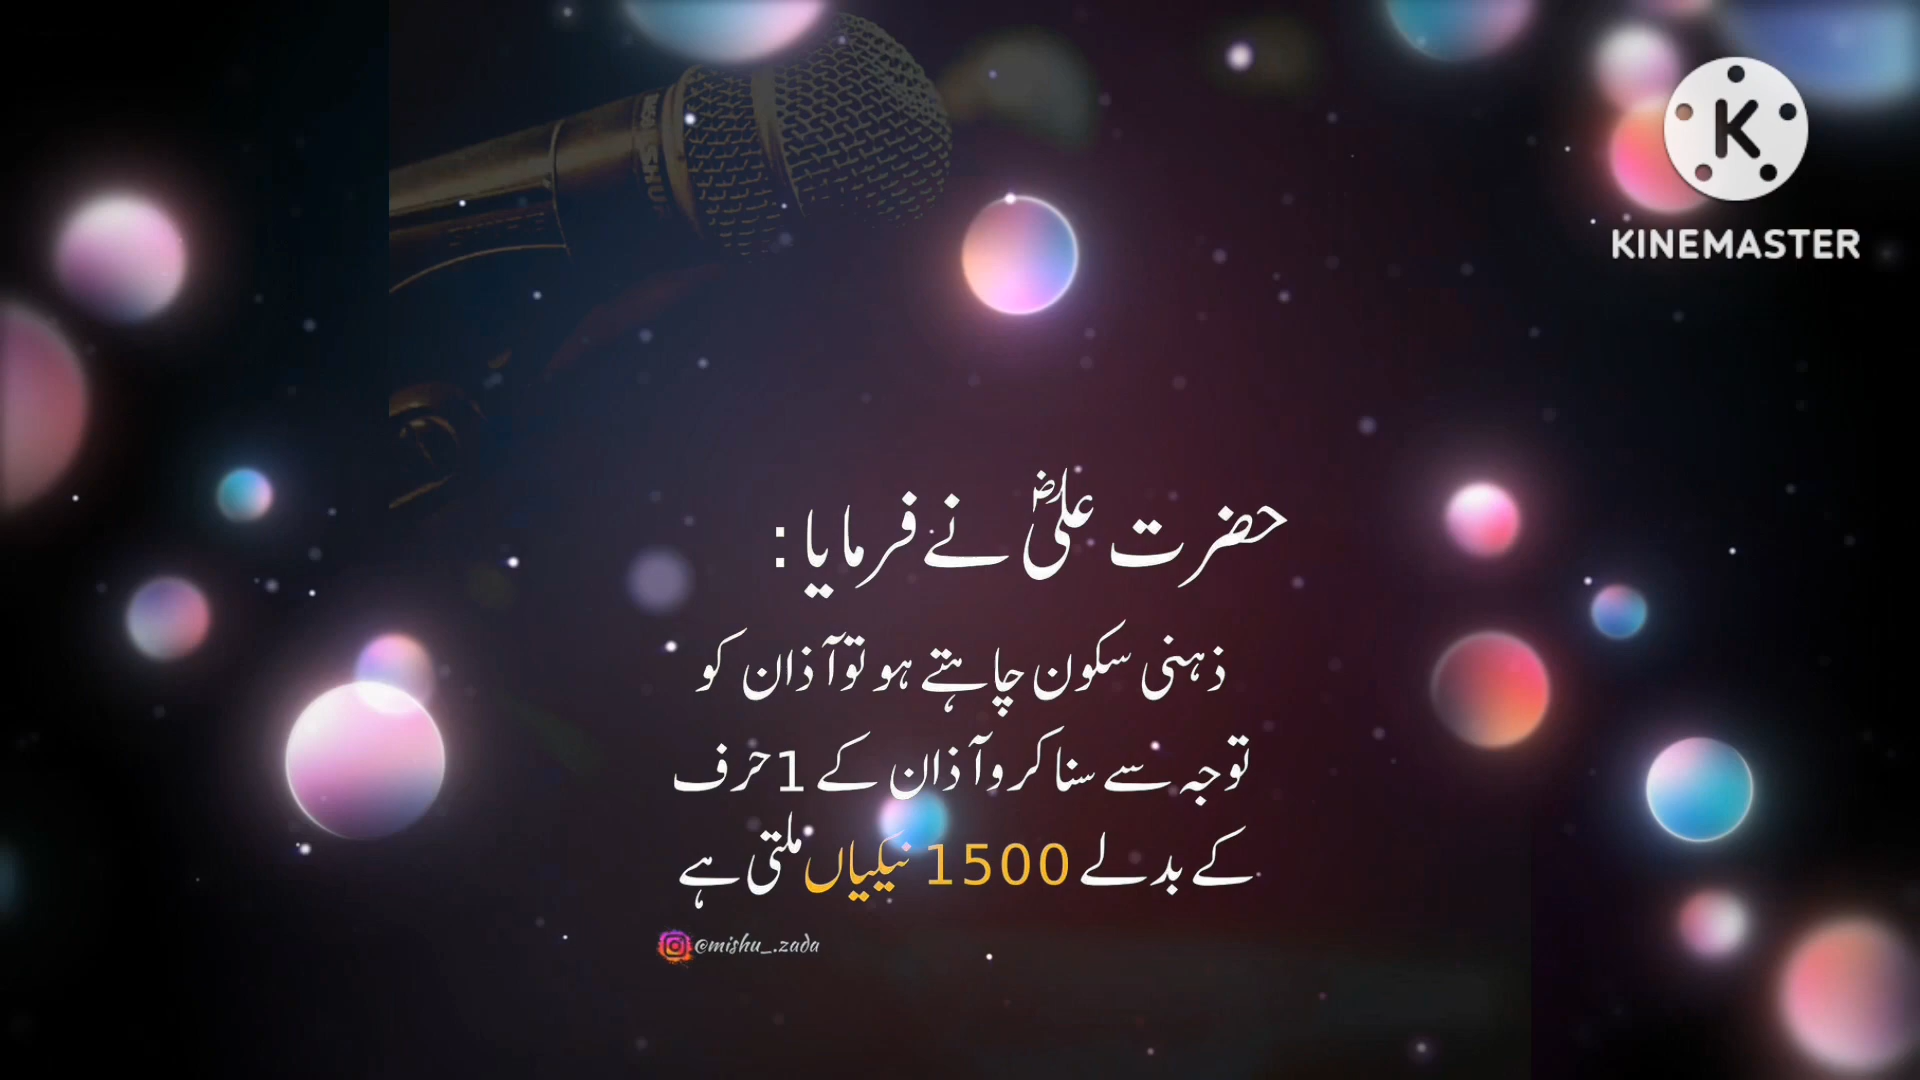 KINEMASTER
حضرت علیؓ نے فرمایا :
ذہنی سکون چاہتے ہو تو آذان کو
توجہ سے سنا کرو آذان کے 1 حرف
کے بدلے 1500 نیکیاں ملتی ہے
@mishu_.zada